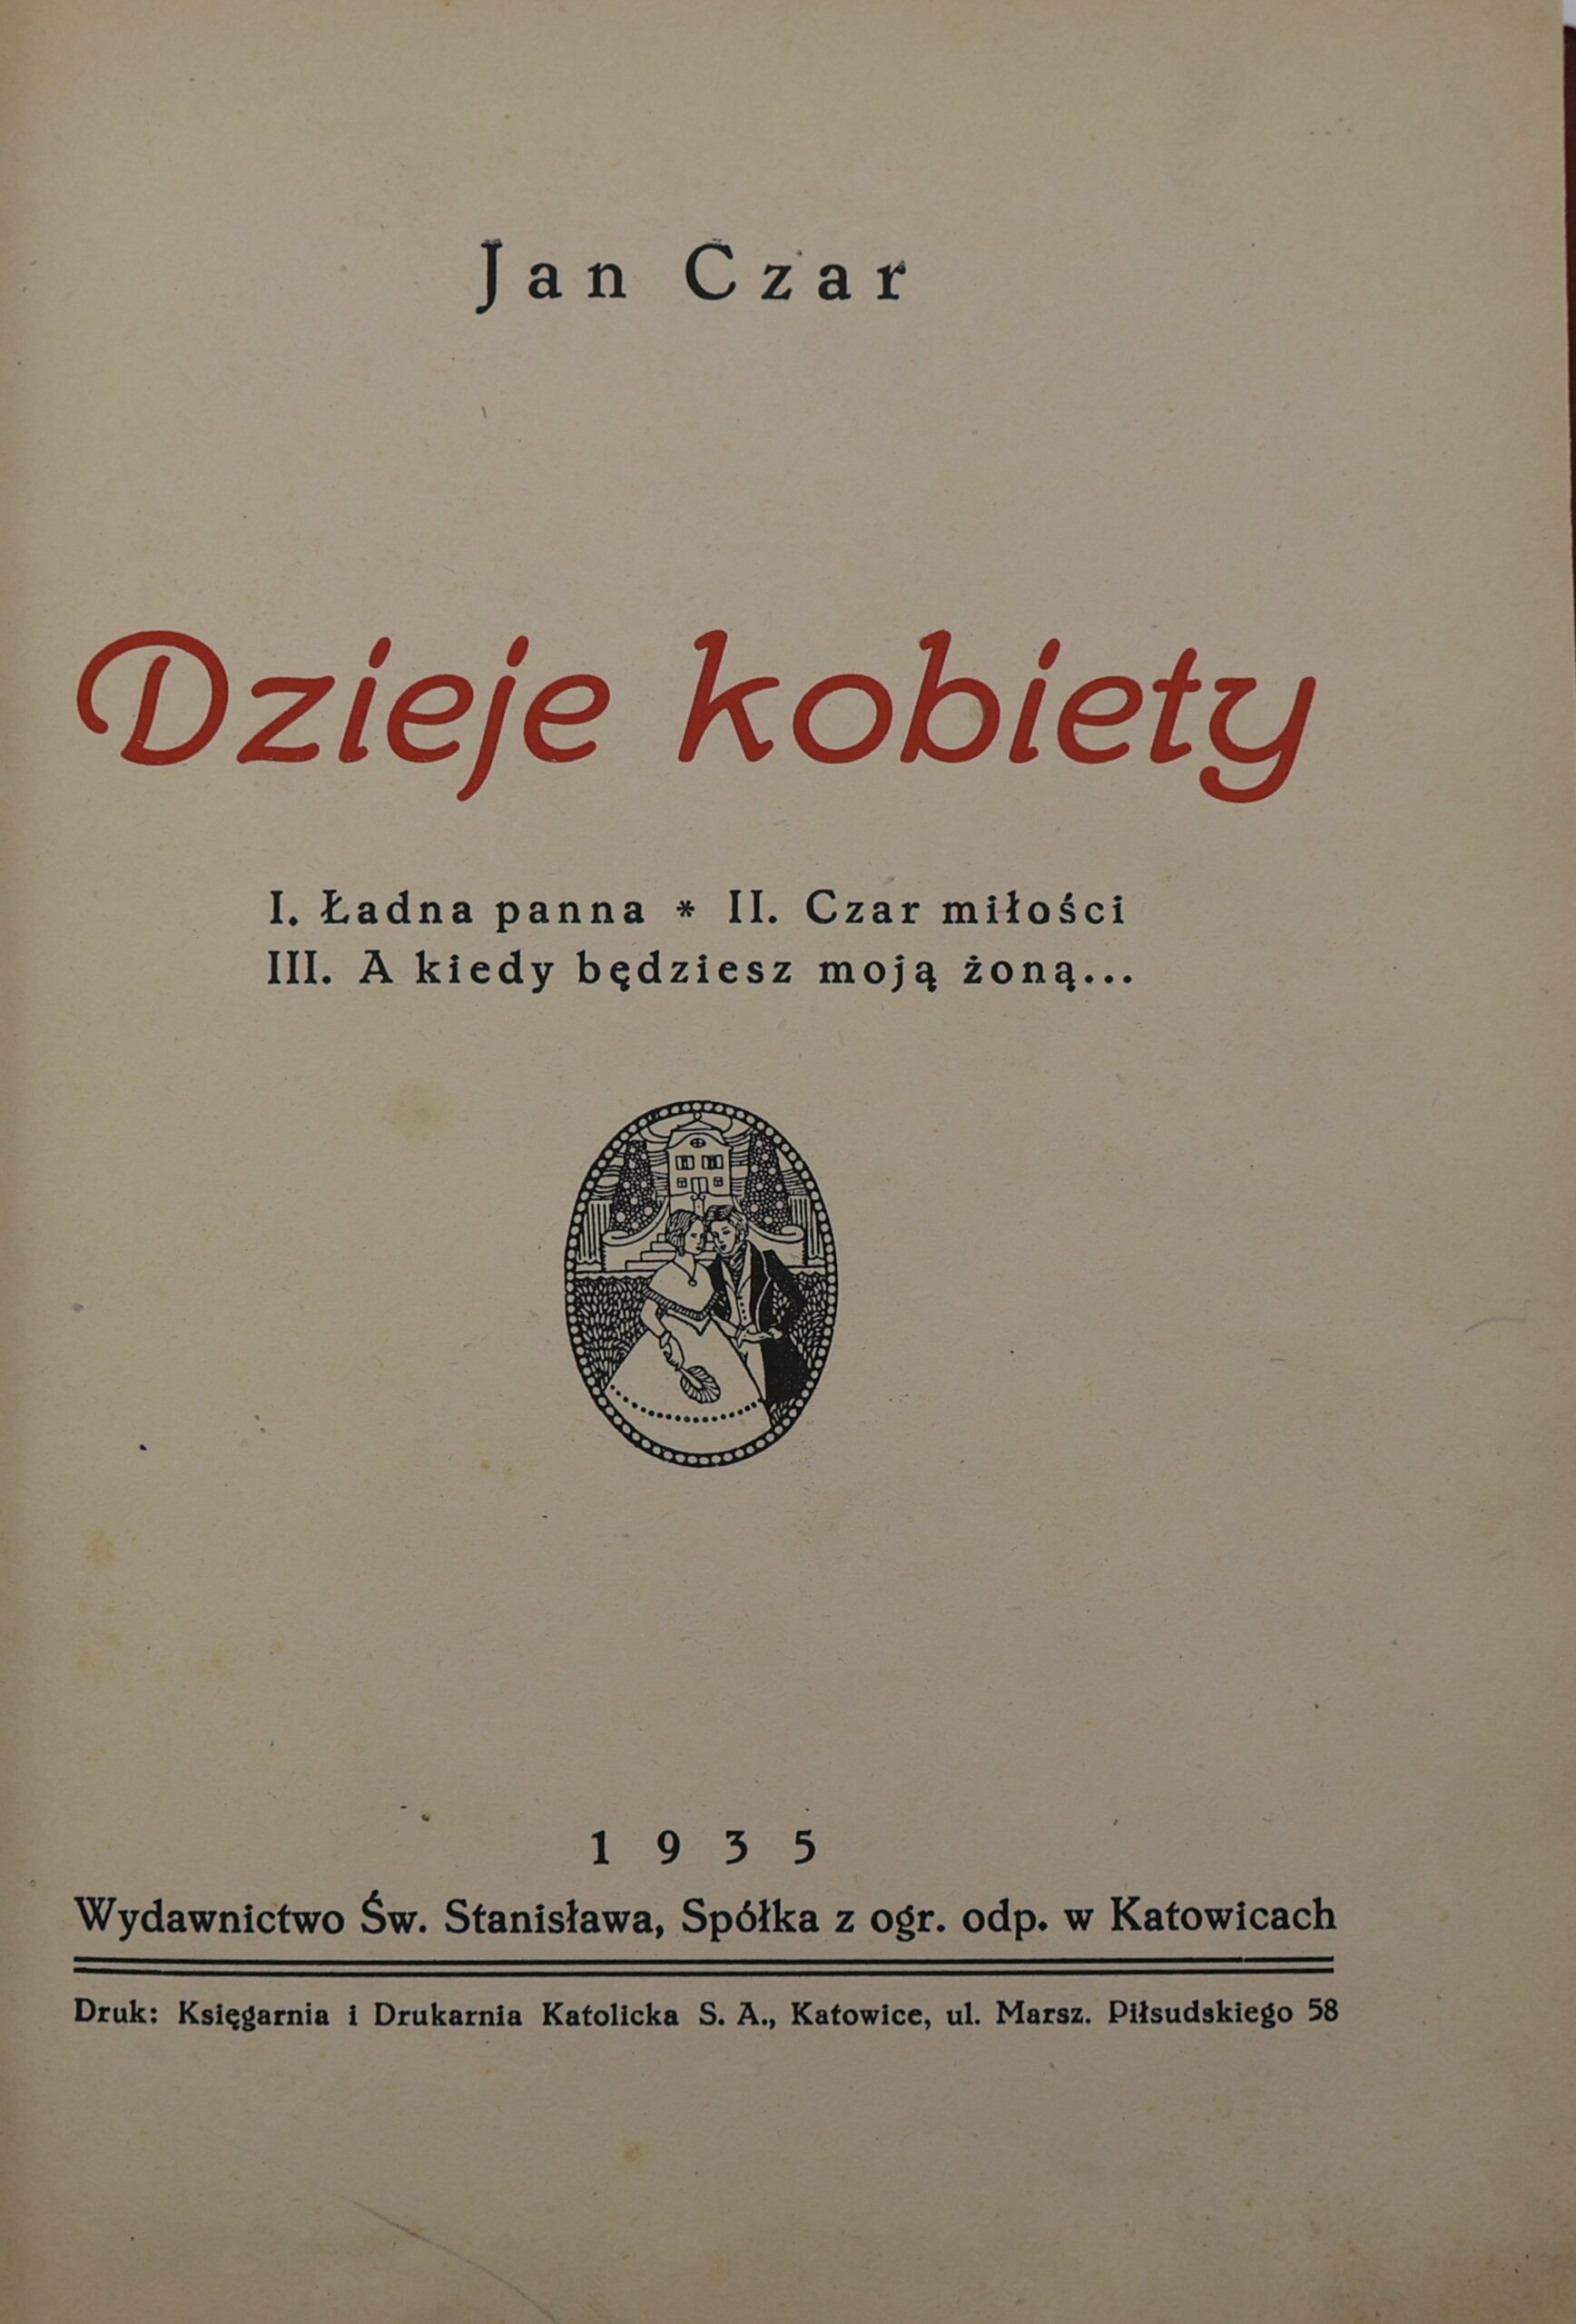 Jan Czar
Dzieje kobiety
I. Ładna panna * II. Czar miłości
III. A kiedy będziesz moją żoną...
1935
Wydawnictwo Św. Stanisława, Spółka z ogr. odp. w Katowicach
Druk: Księgarnia i Drukarnia Katolicka S. A., Katowice, ul. Marsz. Piłsudskiego 58